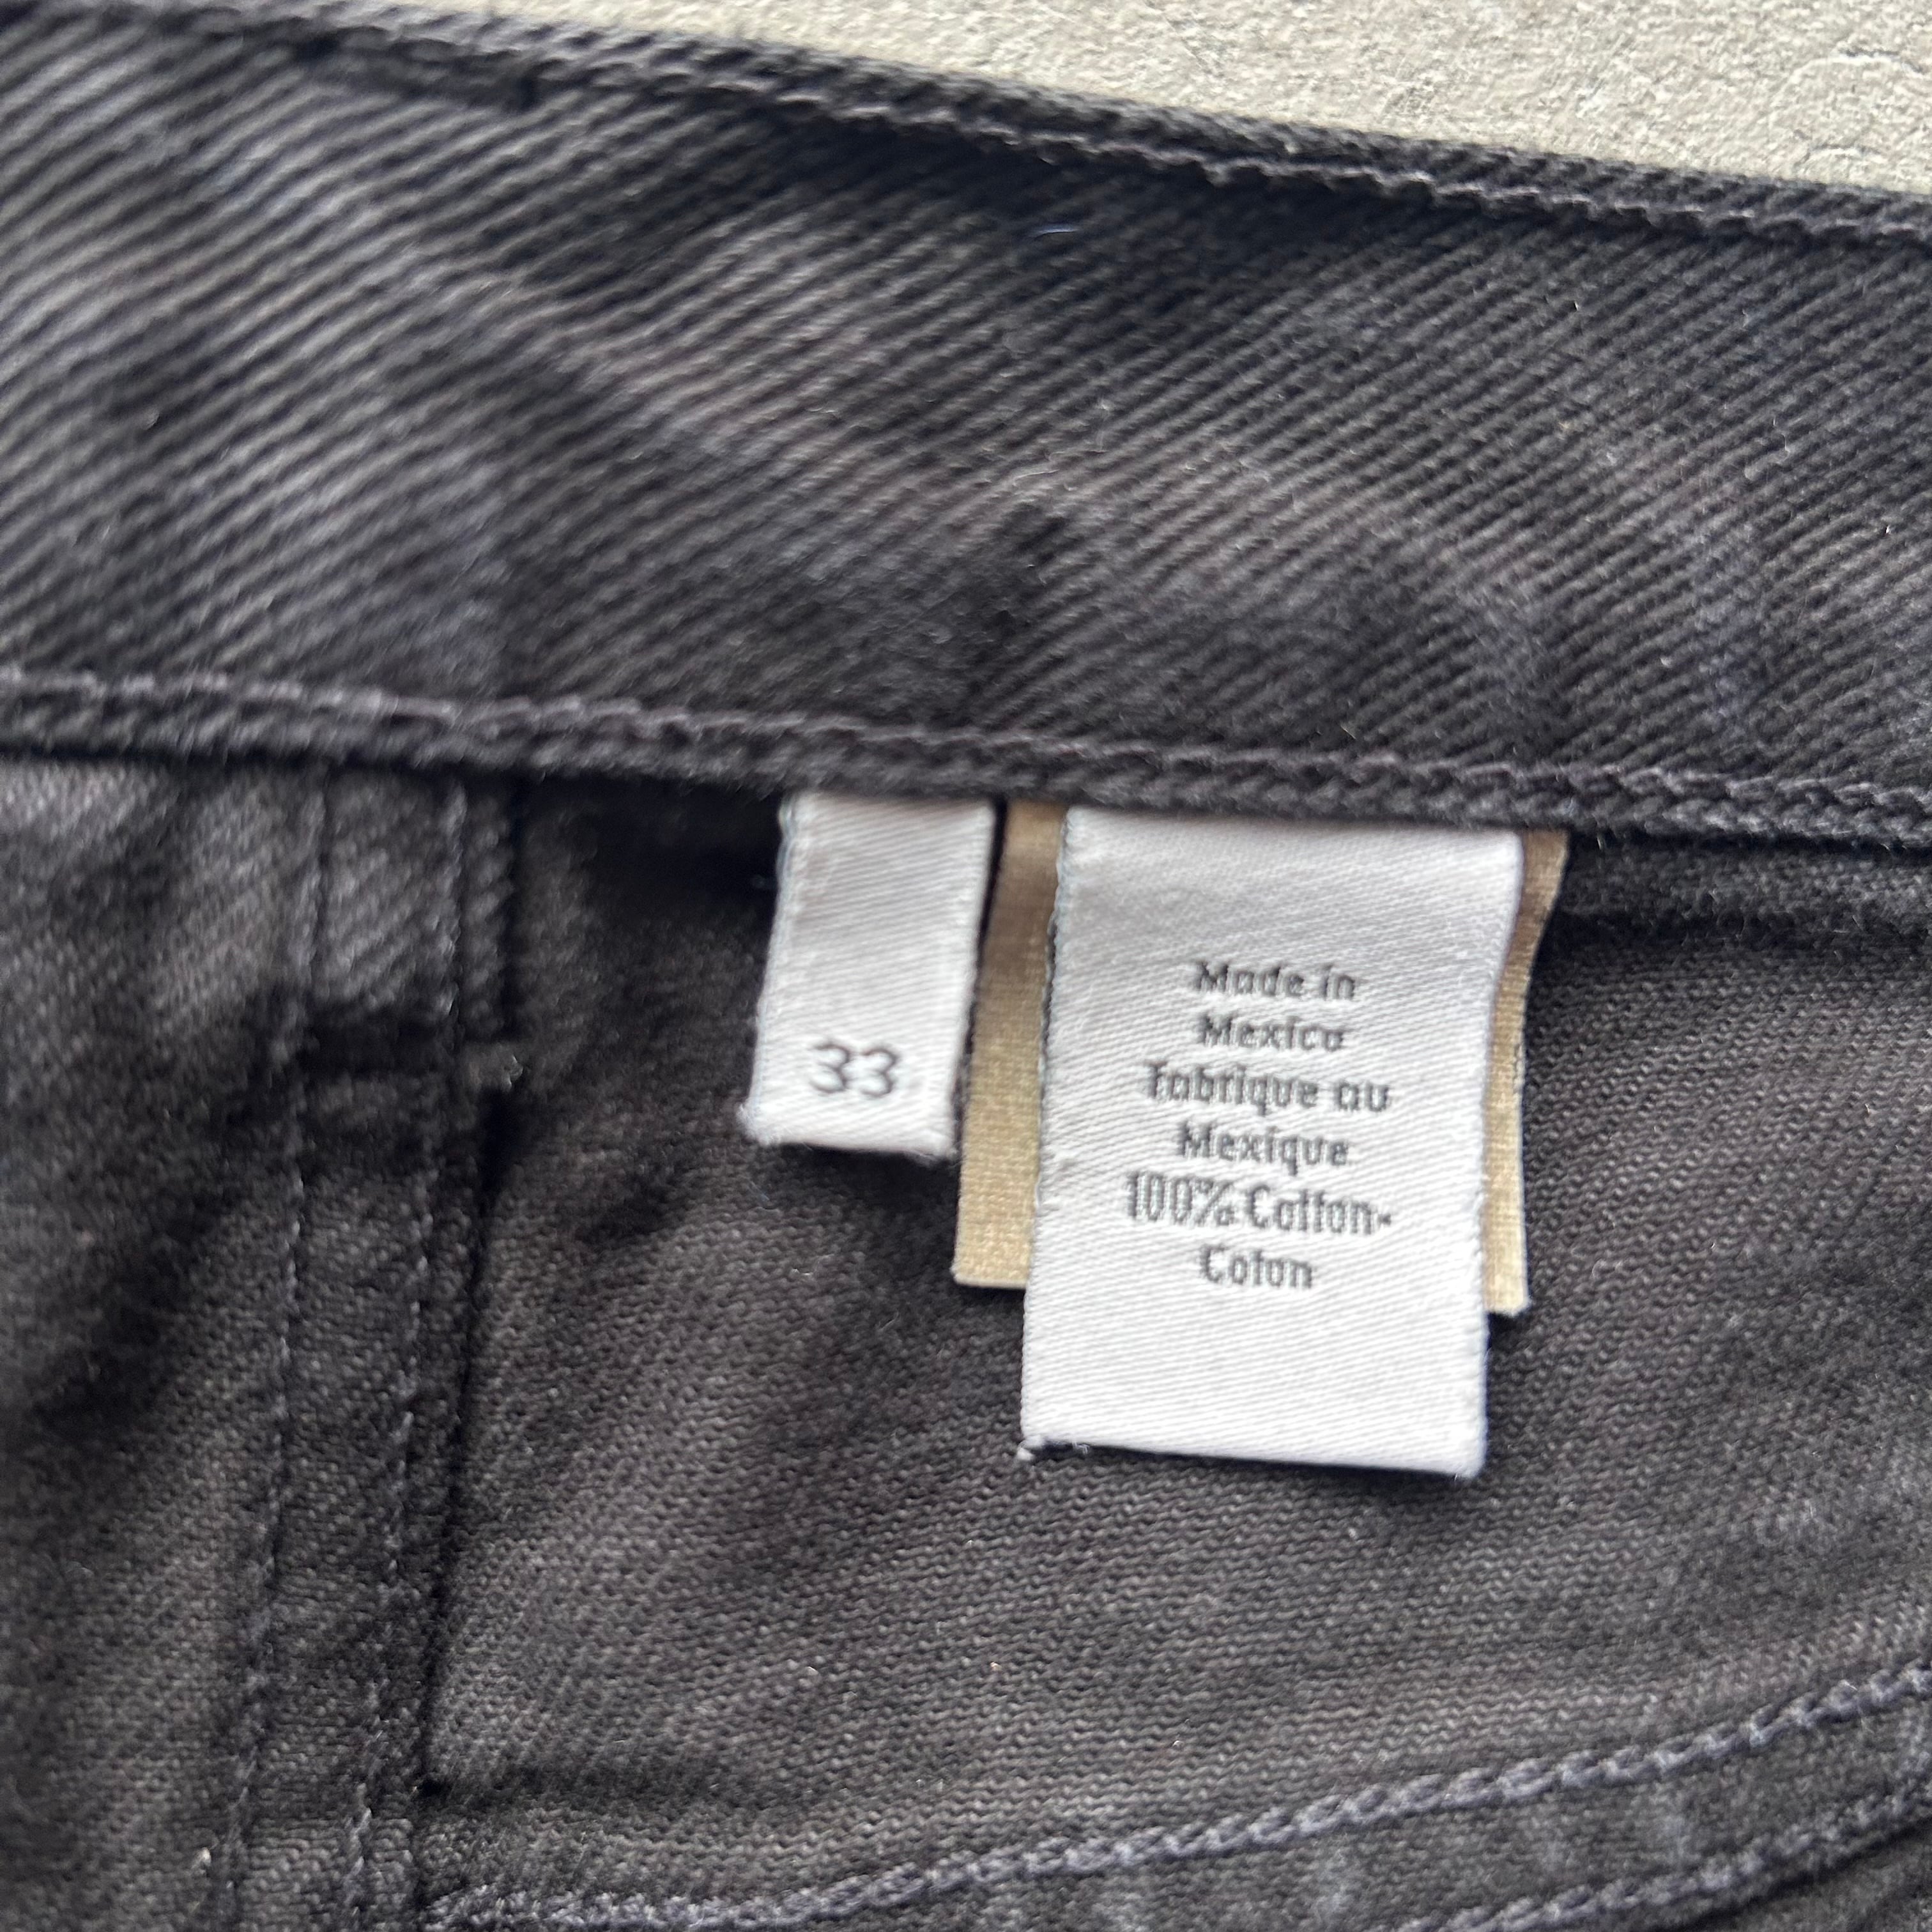 33
Made in
Mexico
Fabrique au
Mexique
100% Cotton-
Coton